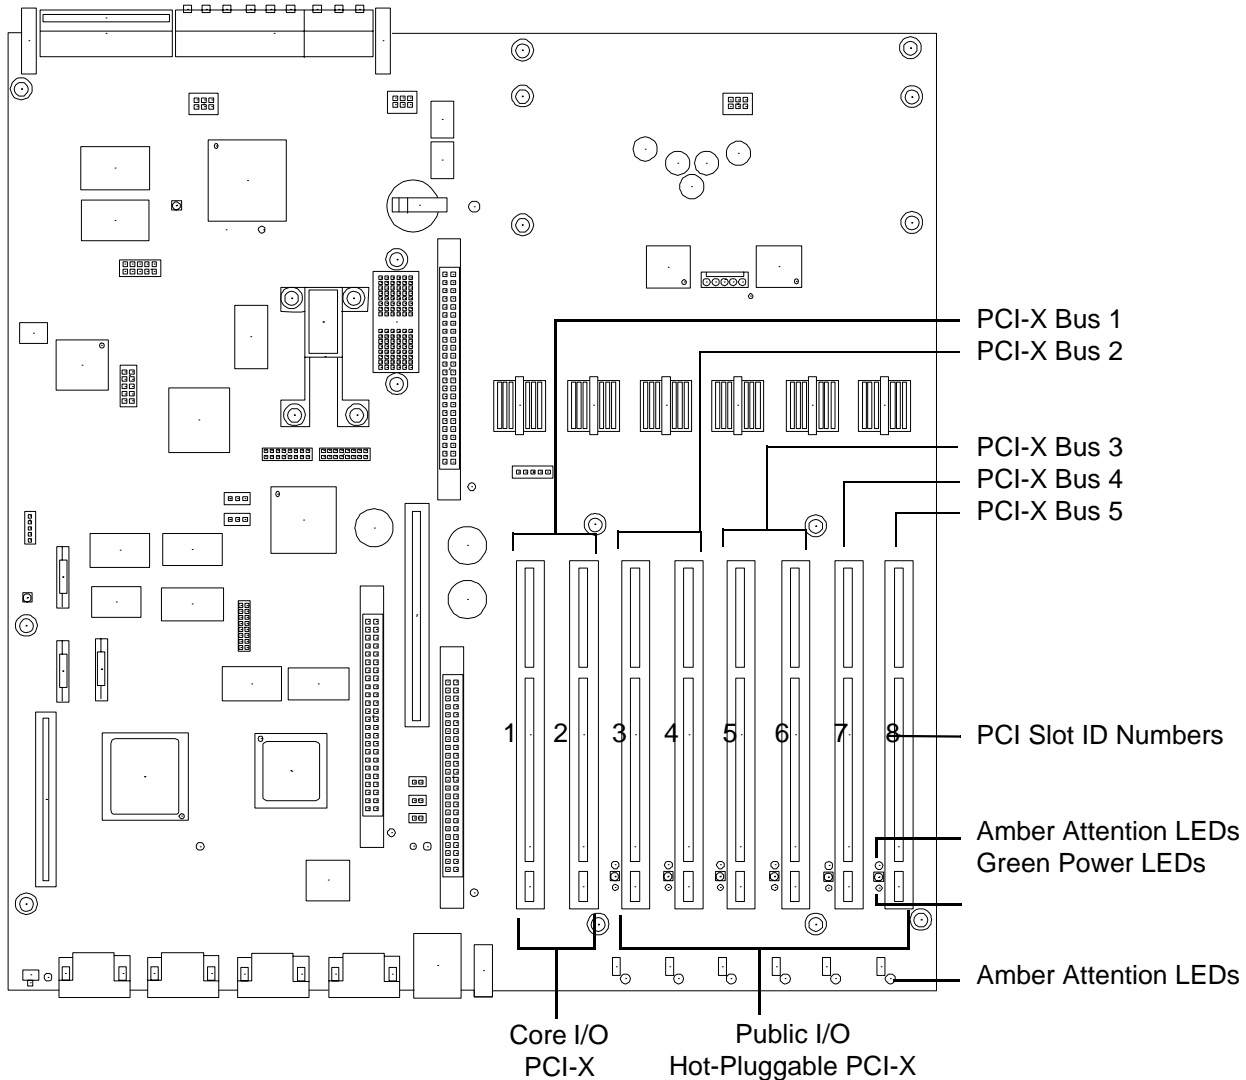 PCI-X Bus 1
PCI-X Bus 2
PCI-X Bus 3
PCI-X Bus 4
PCI-X Bus 5
1 2 3 4 5 6 7 8
PCI Slot ID Numbers
Amber Attention LEDs
Green Power LEDs
Amber Attention LEDs
Core I/O
PCI-X
Public I/O
Hot-Pluggable PCI-X